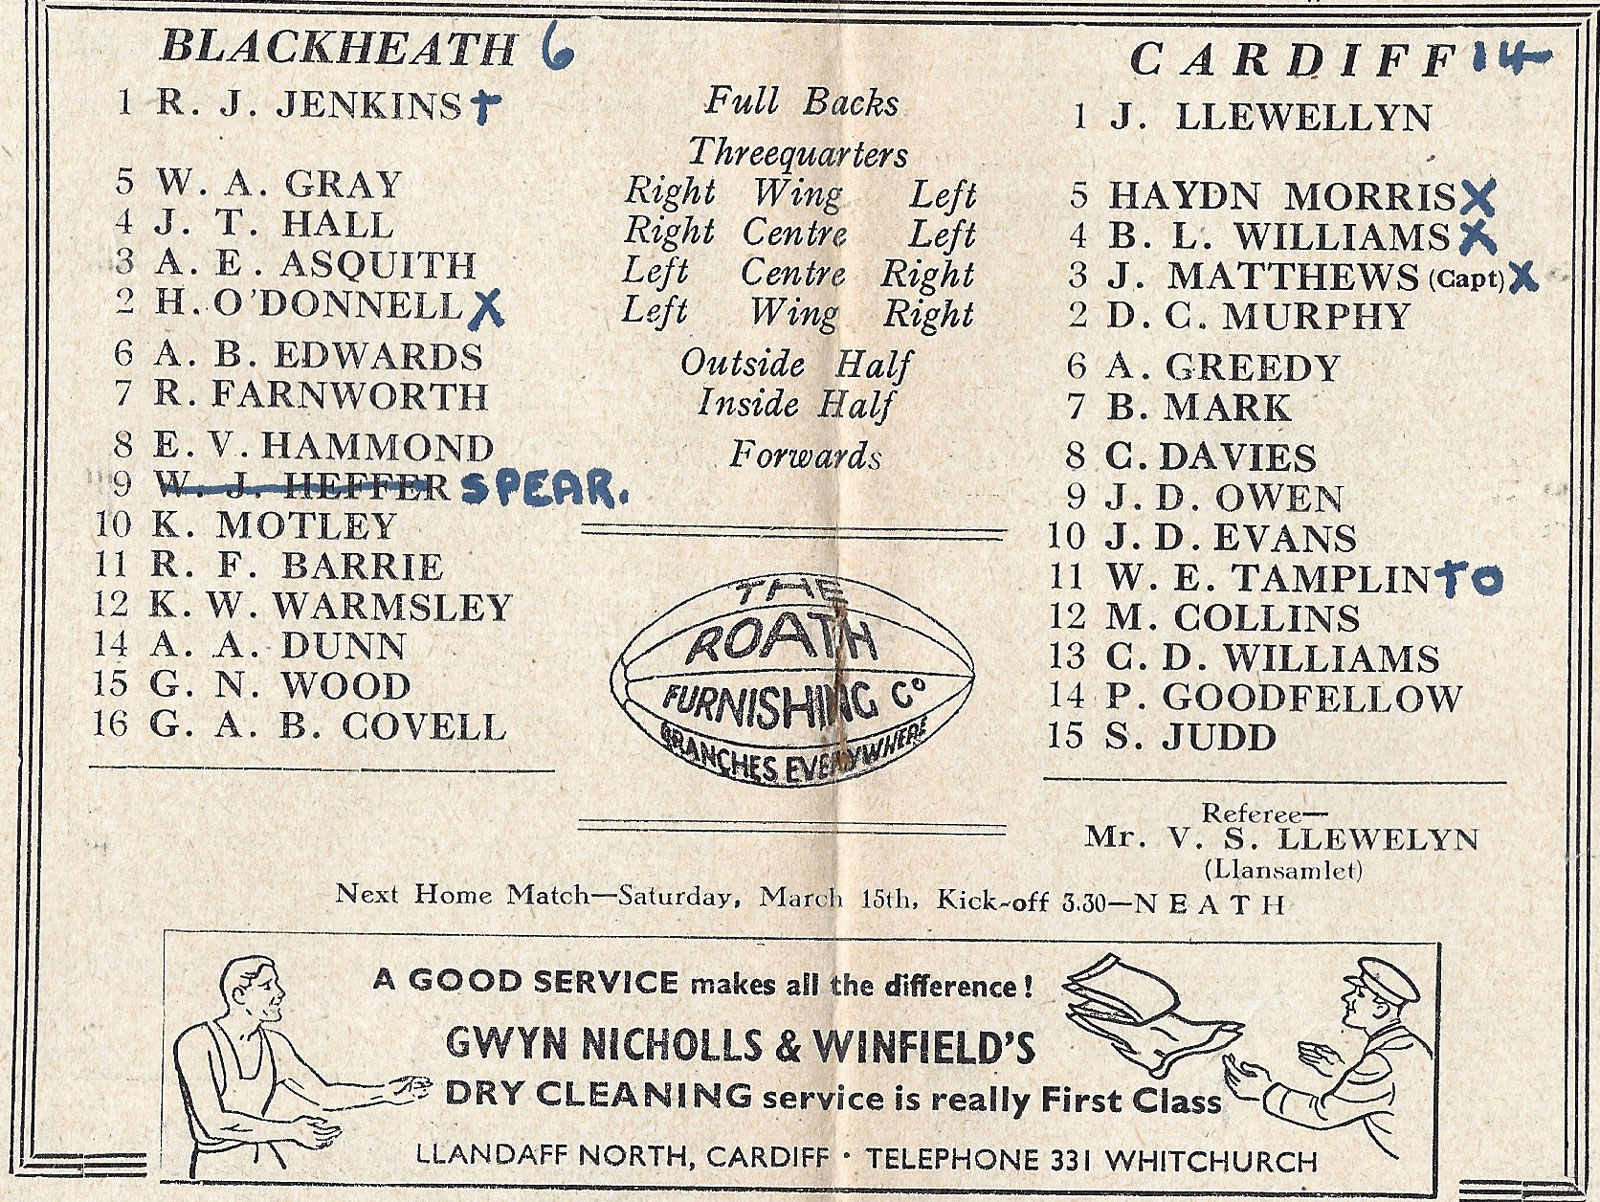 BLACKHEATH 6
1 R. J. JENKINS †
5 W. A. GRAY
4 J. T. HALL
3 A. E. ASQUITH
2 H. O'DONNELL X
6 A. B. EDWARDS
7 R. FARNWORTH
8 E. V. HAMMOND
9 W. J. HEFFER SPEAR.
10 K. MOTLEY
11 R. F. BARRIE
12 K. W. WARMSLEY
14 A. A. DUNN
15 G. N. WOOD
16 G. A. B. COVELL
Full Backs
Threequarters
Right Wing Left
Right Centre Left
Left Centre Right
Left Wing Right
Outside Half
Inside Half
Forwards
THE
ROATH
FURNISHING Co
BRANCHES EVERYWHERE
CARDIFF 14
1 J. LLEWELLYN
5 HAYDN MORRIS X
4 B. L. WILLIAMS X
3 J. MATTHEWS (Capt) X
2 D. C. MURPHY
6 A. GREEDY
7 B. MARK
8 C. DAVIES
9 J. D. OWEN
10 J. D. EVANS
11 W. E. TAMPLIN † O
12 M. COLLINS
13 C. D. WILLIAMS
14 P. GOODFELLOW
15 S. JUDD
Referee—
Mr. V. S. LLEWELYN
(Llansamlet)
Next Home Match—Saturday, March 15th, Kick-off 3.30—NEATH
A GOOD SERVICE makes all the difference!
GWYN NICHOLLS & WINFIELD'S
DRY CLEANING service is really First Class
LLANDAFF NORTH, CARDIFF · TELEPHONE 331 WHITCHURCH